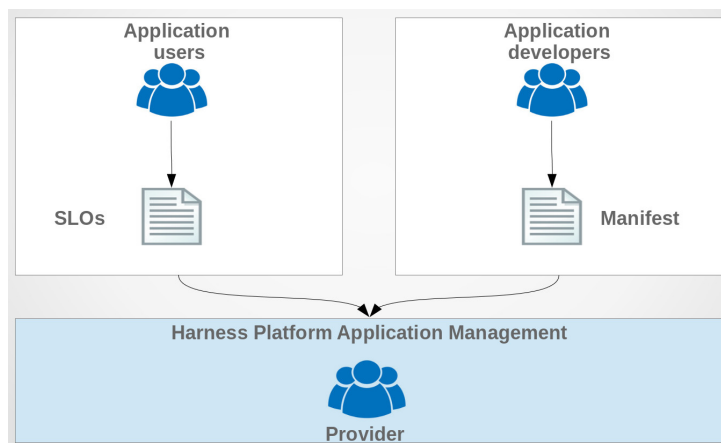 Application
users
SLOs
Application
developers
Manifest
Harness Platform Application Management
Provider